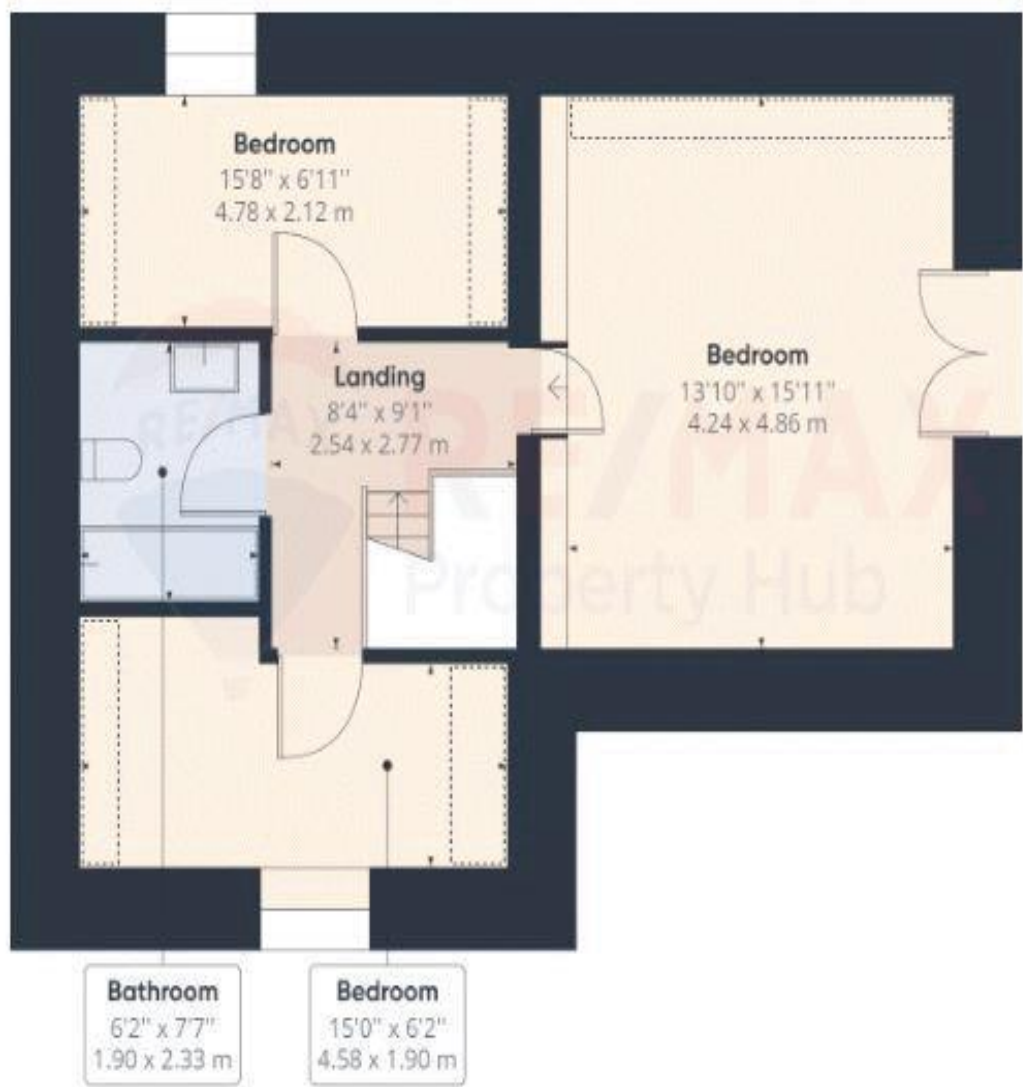 Bedroom
15'8" x 6'11"
4.78 x 2.12 m
Landing
8'4" x 9'1"
2.54 x 2.77 m
Bedroom
13'10" x 15'11"
4.24 x 4.86 m
RE/MAX
RE/MAX
Property Hub
Bathroom
6'2" x 7'7"
1.90 x 2.33 m
Bedroom
15'0" x 6'2"
4.58 x 1.90 m